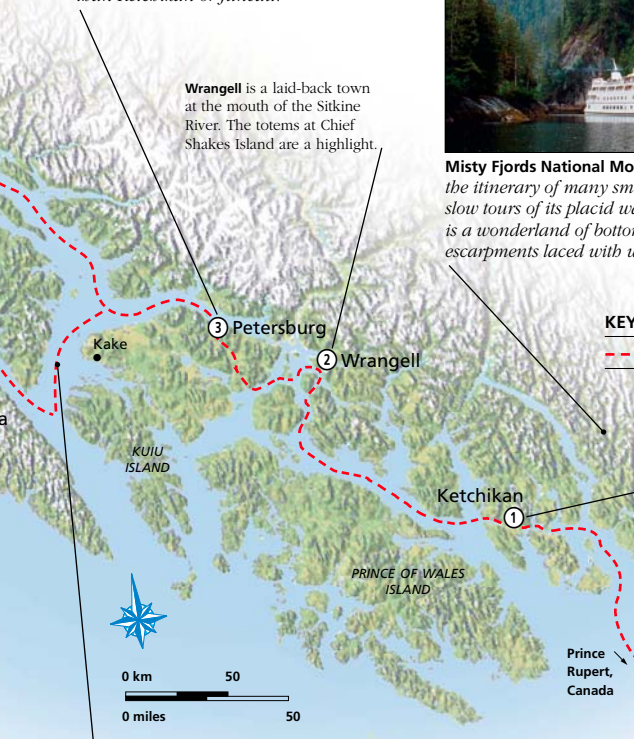 Wrangell is a laid-back town
at the mouth of the Sitkine
River. The totems at Chief
Shakes Island are a highlight.
Misty Fjords National Mo
the itinerary of many sm
slow tours of its placid wa
is a wonderland of bottom
escarpments laced with u
KEY
3 Petersburg
Kake
2 Wrangell
a
KUIU
ISLAND
Ketchikan
1
PRINCE OF WALES
ISLAND
Prince
Rupert,
Canada
0 km 50
0 miles 50